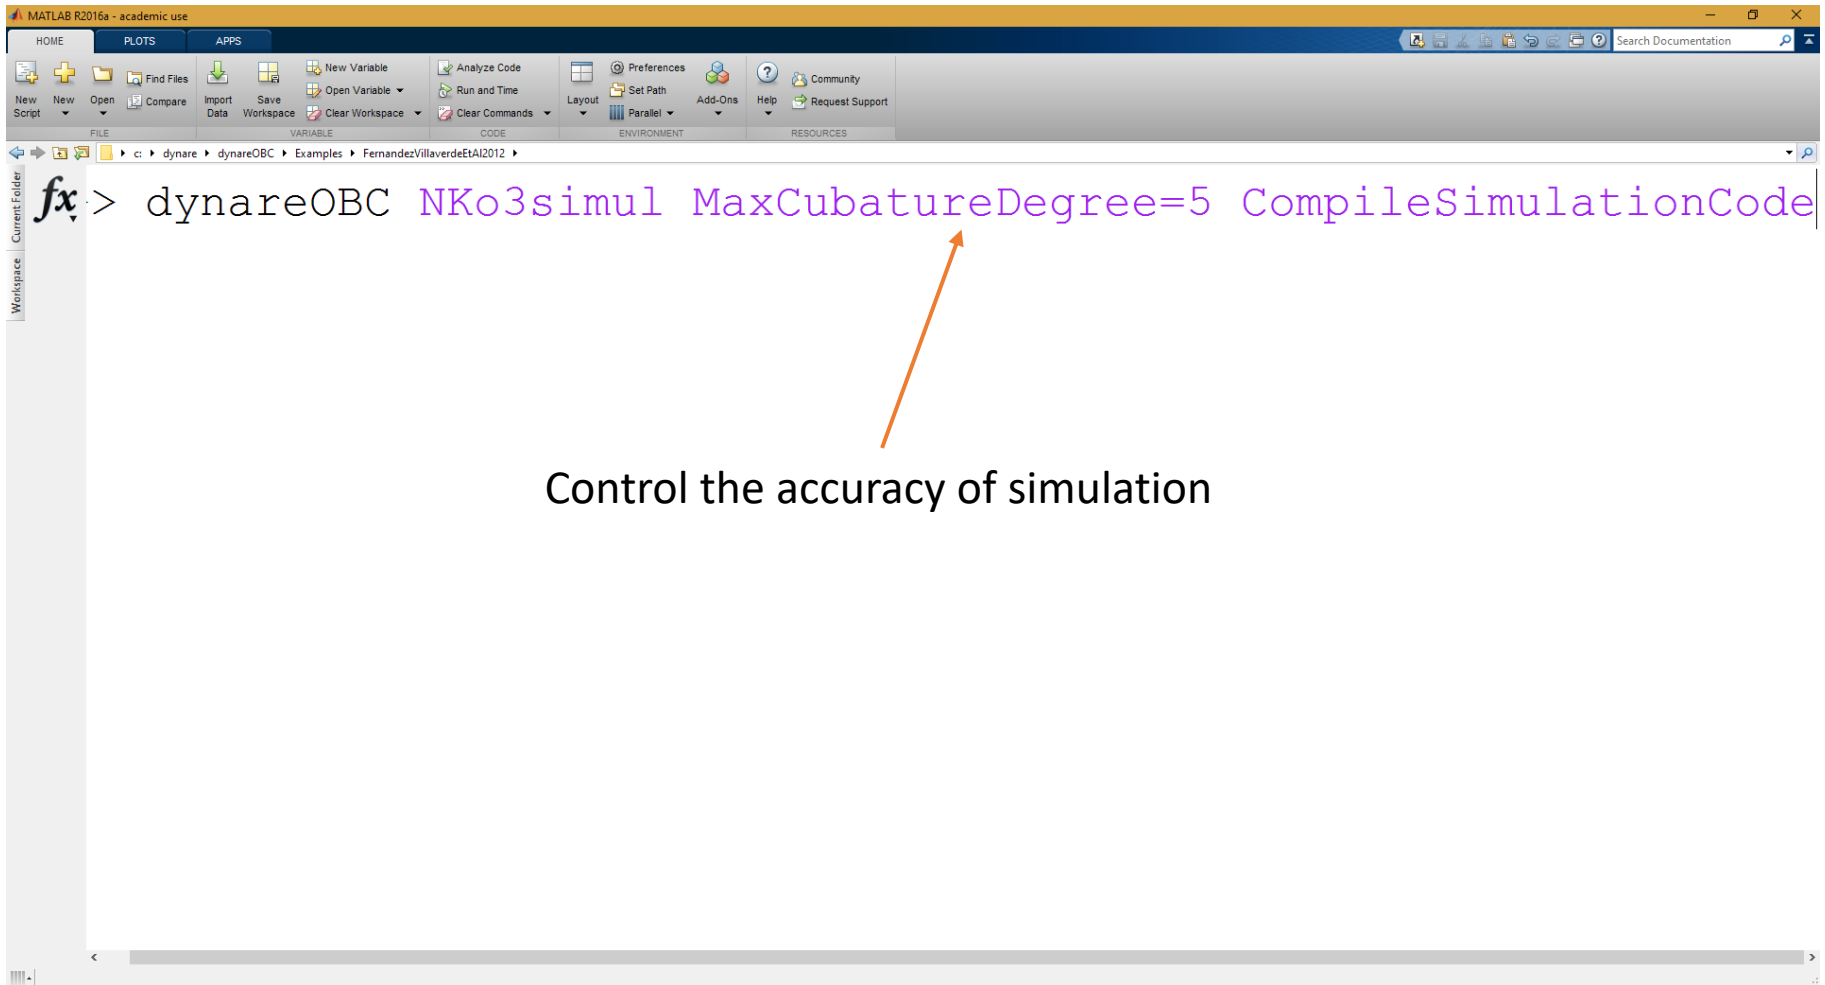 MATLAB R2016a - academic use
HOME PLOTS APPS Search Documentation
New Script New Open Find Files Compare Import Data Save Workspace New Variable Open Variable Clear Workspace Analyze Code Run and Time Clear Commands Layout Preferences Set Path Parallel Add-Ons Help Community Request Support
FILE VARIABLE CODE ENVIRONMENT RESOURCES
c: dynare dynareOBC Examples FernandezVillaverdeEtAl2012
Current Folder
Workspace
fx > dynareOBC NKo3simul MaxCubatureDegree=5 CompileSimulationCode
Control the accuracy of simulation